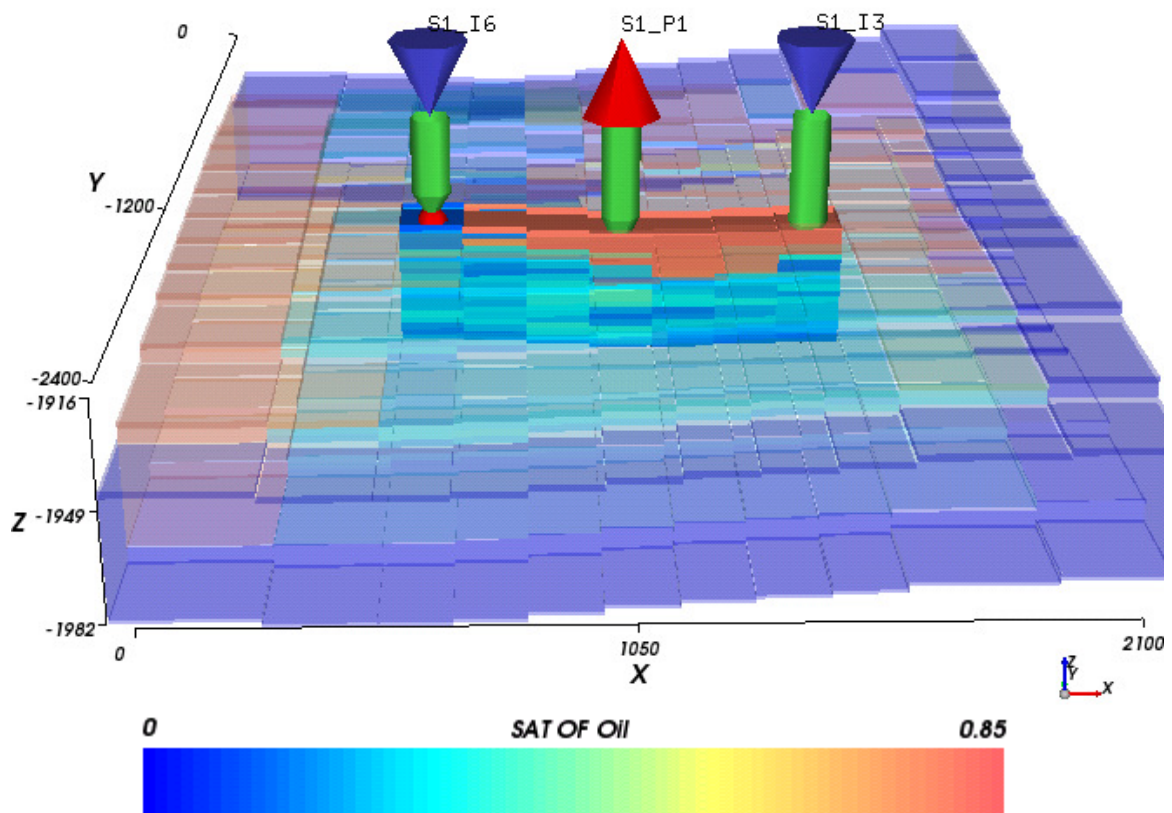 S1_I6 S1_P1 S1_I3
0
Y
-1200
-2400
-1916
Z -1949
-1982
0 1050 2100
X
Z
Y
X
0 SAT OF Oil 0.85